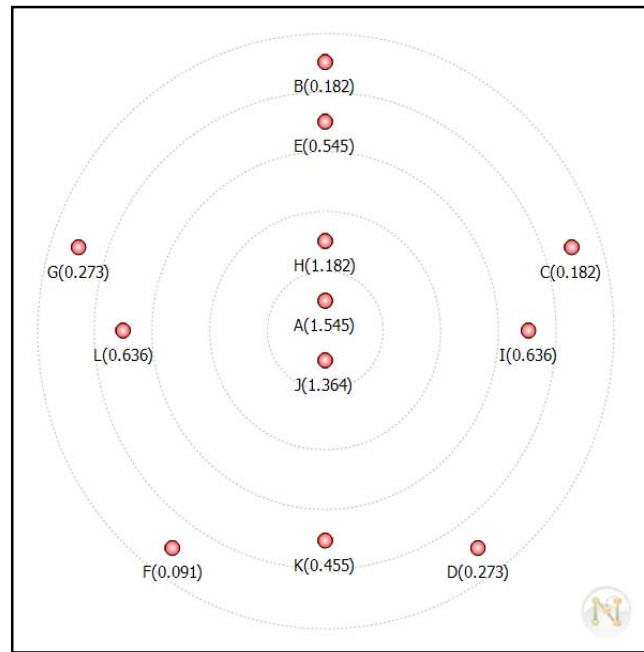 B(0.182)
E(0.545)
G(0.273)
H(1.182)
C(0.182)
A(1.545)
L(0.636)
I(0.636)
J(1.364)
F(0.091)
K(0.455)
D(0.273)
N